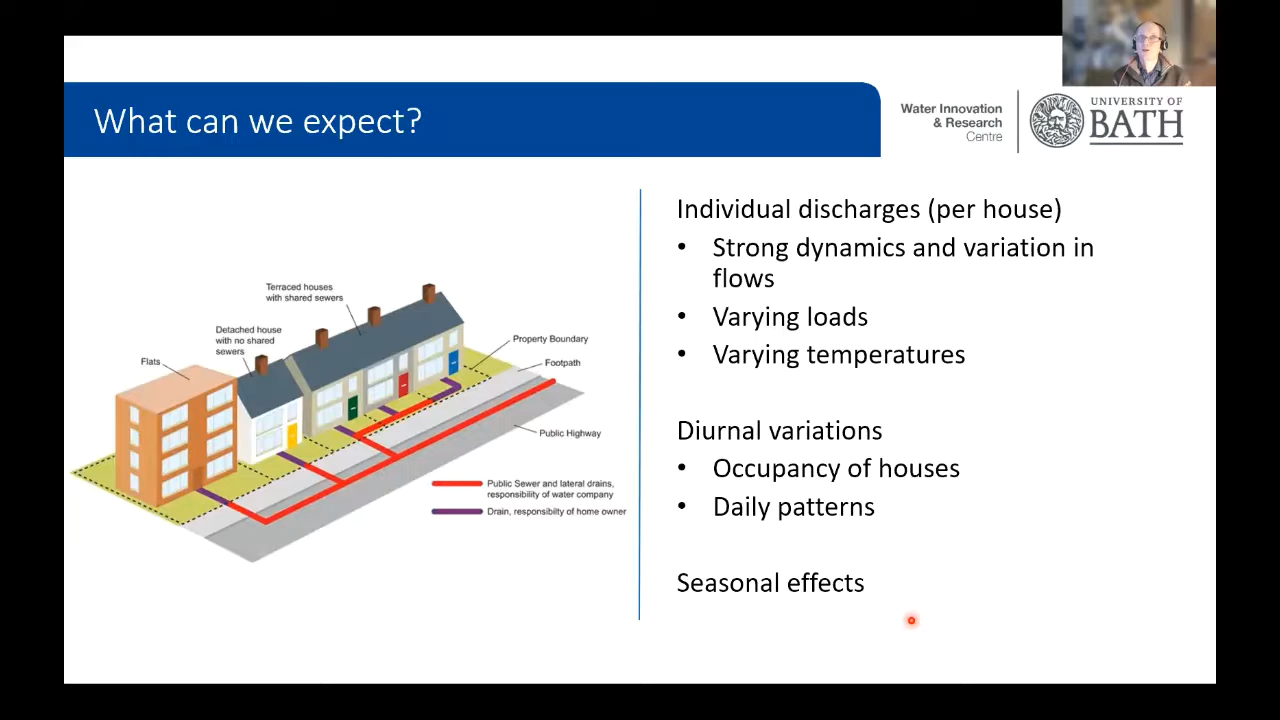 What can we expect?
Water Innovation
& Research
Centre
UNIVERSITY OF
BATH
Terraced houses
with shared sewers
Detached house
with no shared
sewers
Flats
Property Boundary
Footpath
Public Highway
Public Sewer and lateral drains,
responsibility of water company
Drain, responsibilty of home owner
Individual discharges (per house)
• Strong dynamics and variation in
flows
• Varying loads
• Varying temperatures
Diurnal variations
• Occupancy of houses
• Daily patterns
Seasonal effects